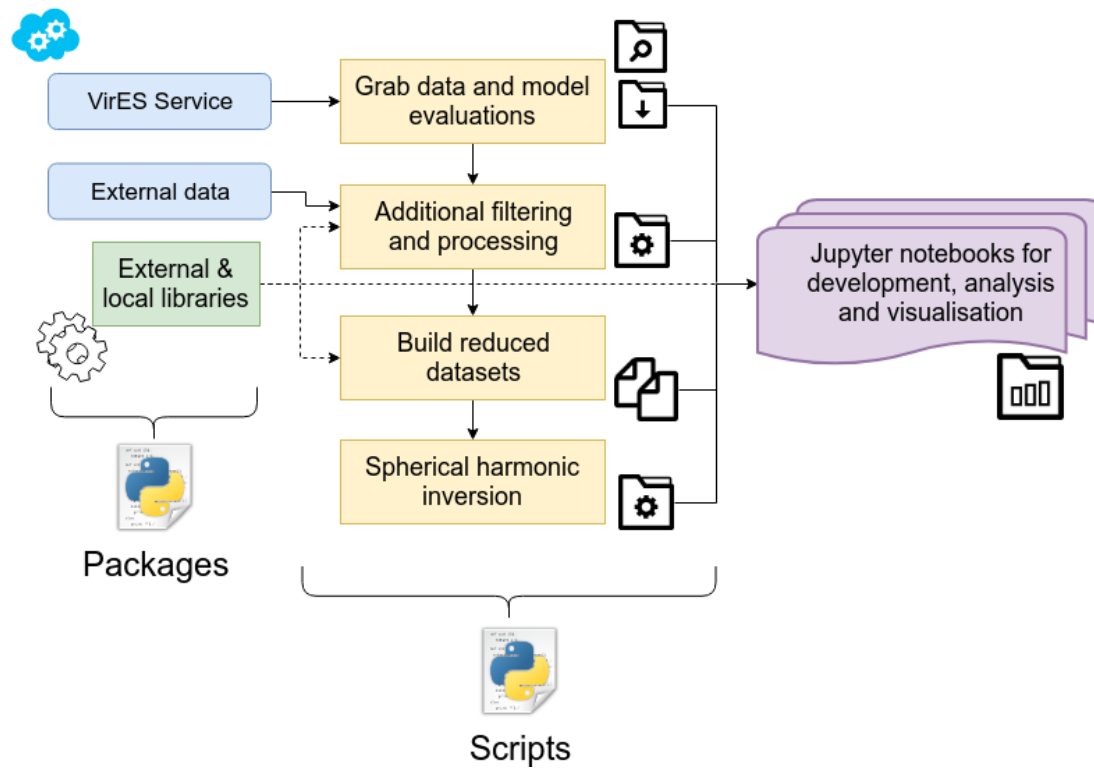 VirES Service
Grab data and model
evaluations
External data
Additional filtering
and processing
External &
local libraries
Jupyter notebooks for
development, analysis
and visualisation
Build reduced
datasets
Spherical harmonic
inversion
Packages
Scripts